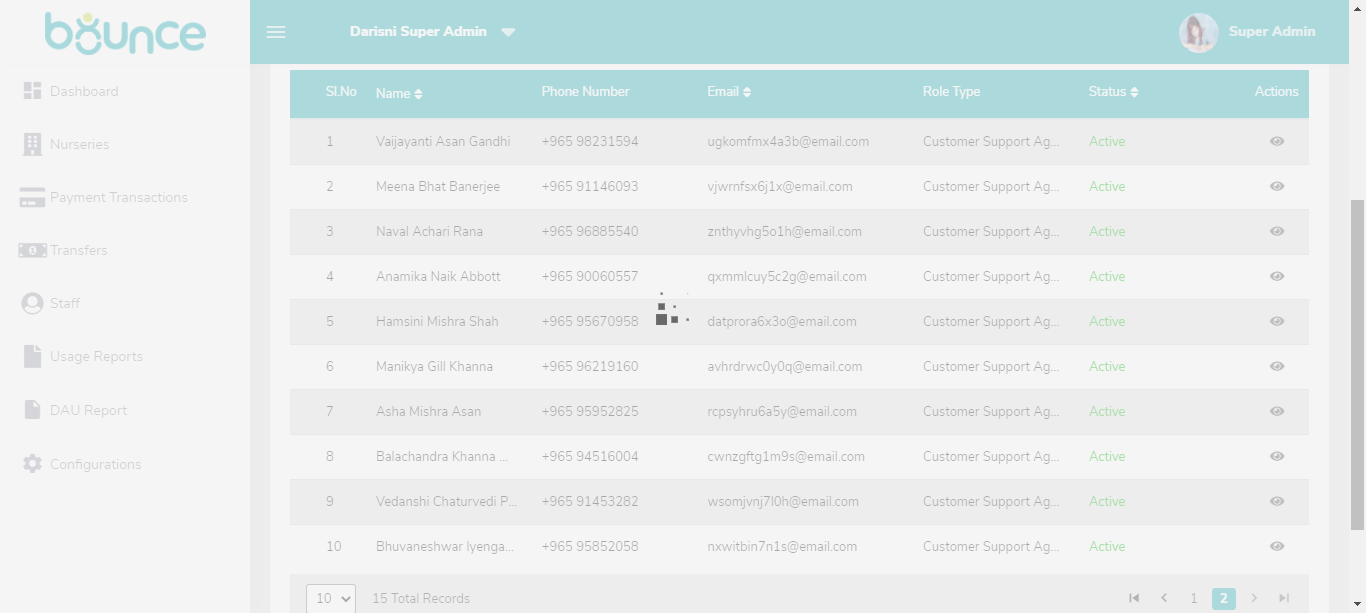 bounce
Darisni Super Admin
Super Admin
Dashboard
Nurseries
Payment Transactions
Transfers
Staff
Usage Reports
DAU Report
Configurations
Sl.No Name Phone Number Email Role Type Status Actions
1 Vaijayanti Asan Gandhi +965 98231594 ugkomfmx4a3b@email.com Customer Support Ag... Active
2 Meena Bhat Banerjee +965 91146093 vjwrnfsx6j1x@email.com Customer Support Ag... Active
3 Naval Achari Rana +965 96885540 znthyvhg5o1h@email.com Customer Support Ag... Active
4 Anamika Naik Abbott +965 90060557 qxmmlcuy5c2g@email.com Customer Support Ag... Active
5 Hamsini Mishra Shah +965 95670958 datprora6x3o@email.com Customer Support Ag... Active
6 Manikya Gill Khanna +965 96219160 avhrdrwc0y0q@email.com Customer Support Ag... Active
7 Asha Mishra Asan +965 95952825 rcpsyhru6a5y@email.com Customer Support Ag... Active
8 Balachandra Khanna ... +965 94516004 cwnzgftg1m9s@email.com Customer Support Ag... Active
9 Vedanshi Chaturvedi P... +965 91453282 wsomjvnj7l0h@email.com Customer Support Ag... Active
10 Bhuvaneshwar Iyenga... +965 95852058 nxwitbin7n1s@email.com Customer Support Ag... Active
10 15 Total Records 1 2